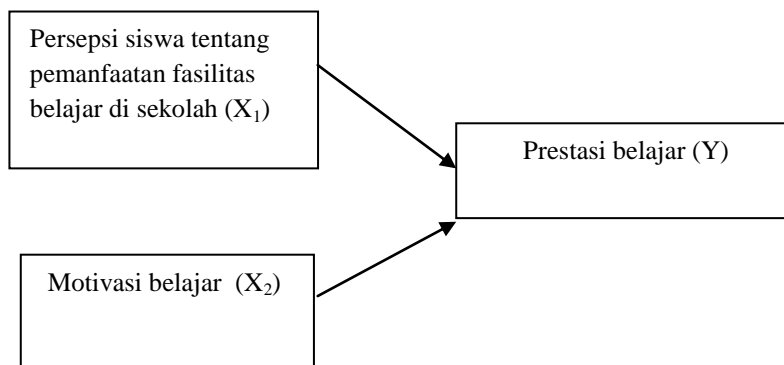 Persepsi siswa tentang
pemanfaatan fasilitas
belajar di sekolah (X₁)
Prestasi belajar (Y)
Motivasi belajar (X₂)